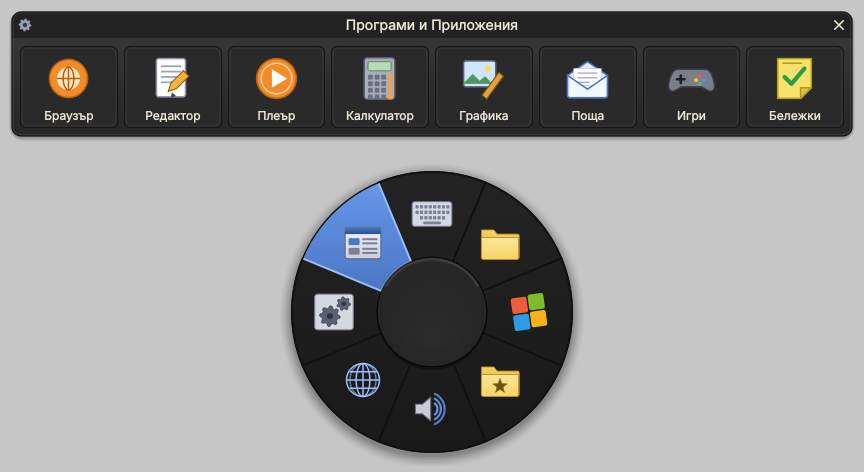 Програми и Приложения
Браузър Редактор Плеър Калкулатор Графика Поща Игри Бележки